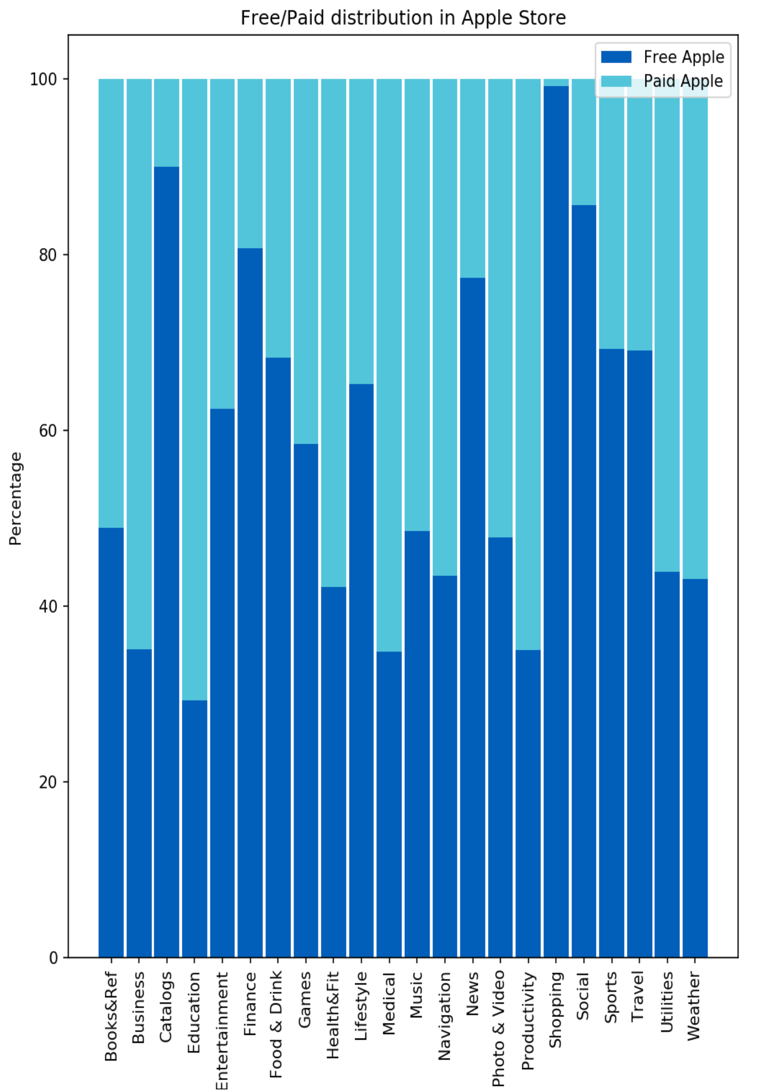 Free/Paid distribution in Apple Store
Free Apple
Paid Apple
100
80
60
40
20
0
Percentage
Books&Ref
Business
Catalogs
Education
Entertainment
Finance
Food & Drink
Games
Health&Fit
Lifestyle
Medical
Music
Navigation
News
Photo & Video
Productivity
Shopping
Social
Sports
Travel
Utilities
Weather